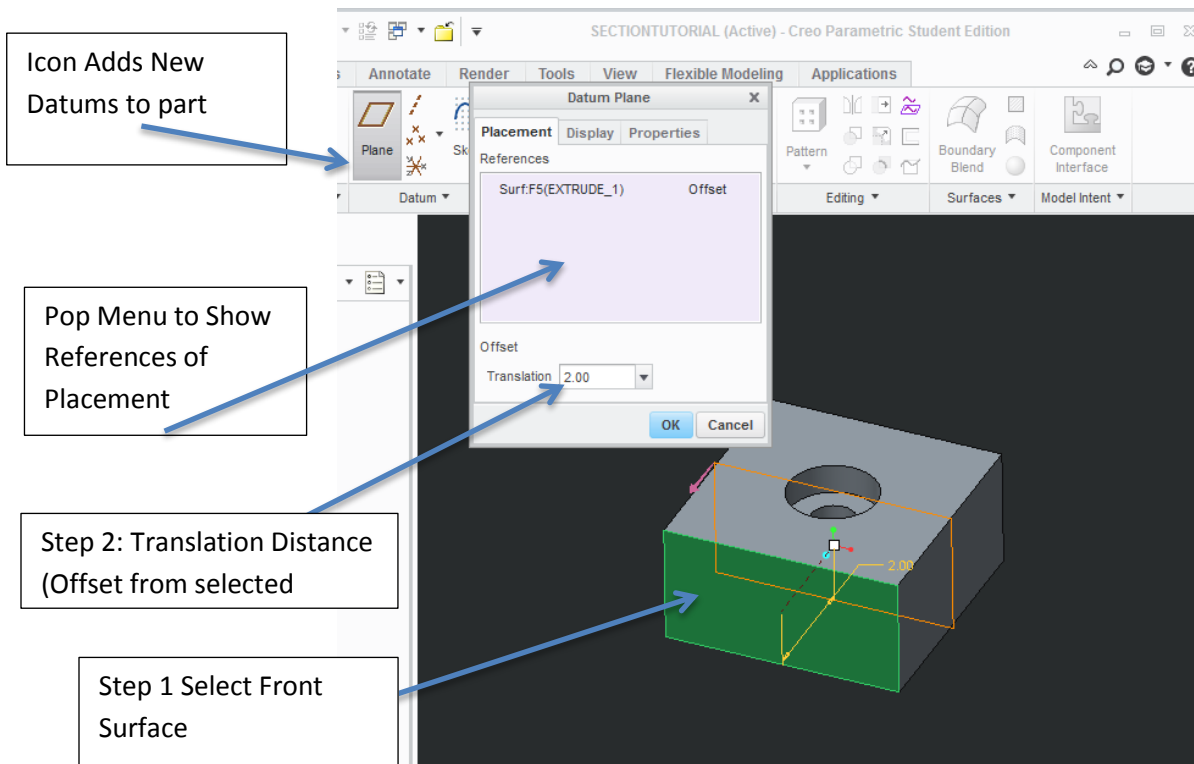 SECTIONTUTORIAL (Active) - Creo Parametric Student Edition
Icon Adds New
Datums to part
Annotate Render Tools View Flexible Modeling Applications
Datum Plane X
Placement Display Properties
References
Surf:F5(EXTRUDE_1) Offset
Offset
Translation 2.00
OK Cancel
Plane
Sk
Datum
Pattern
Editing
Boundary
Blend
Surfaces
Component
Interface
Model Intent
Pop Menu to Show
References of
Placement
Step 2: Translation Distance
(Offset from selected
Step 1 Select Front
Surface
2.00